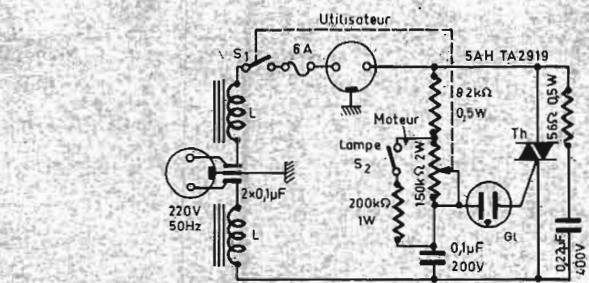 Utilisateur
S1
6A
5AH TA2919
L
82kΩ
0,5W
Moteur
Lampe
S2
150kΩ 2W
Th
56Ω 0,5W
2×0,1µF
220V
50Hz
200kΩ
1W
Gl
L
0,1µF
200V
0,22µF
400V